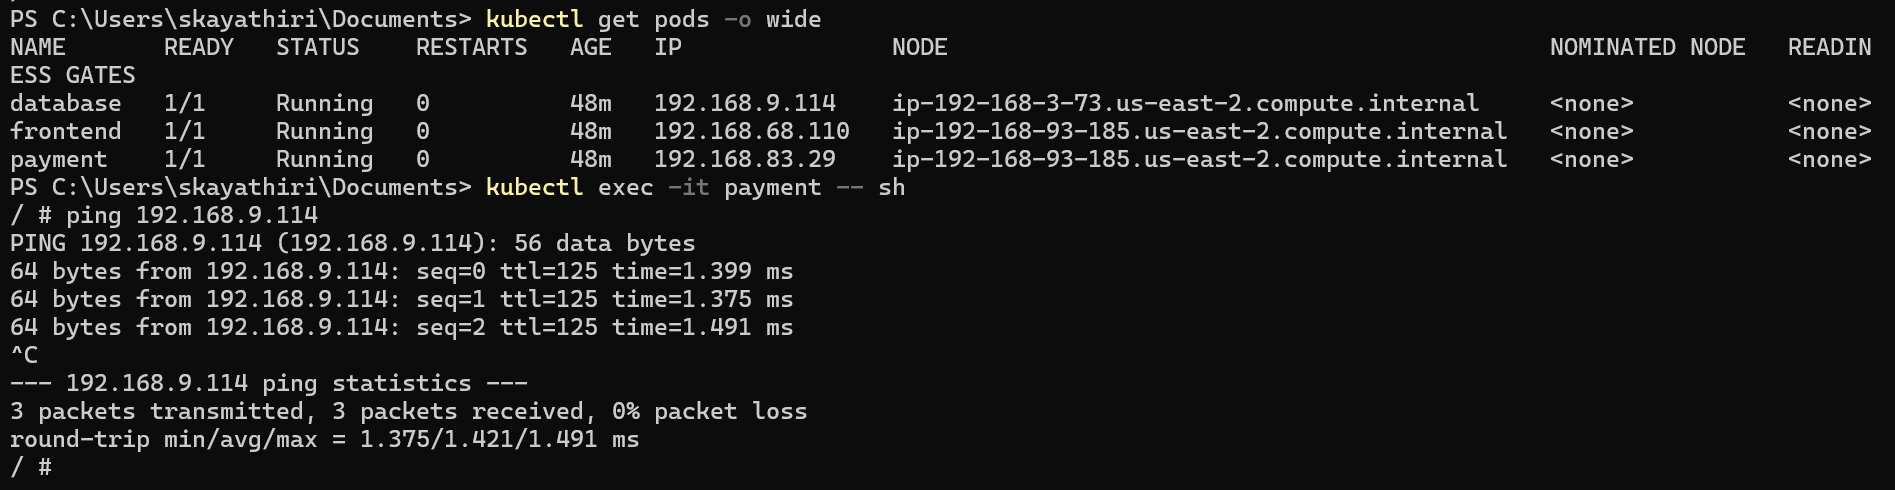 PS C:\Users\skayathiri\Documents> kubectl get pods -o wide
NAME       READY   STATUS    RESTARTS   AGE   IP               NODE                                           NOMINATED NODE   READIN
ESS GATES
database   1/1     Running   0          48m   192.168.9.114    ip-192-168-3-73.us-east-2.compute.internal     <none>           <none>
frontend   1/1     Running   0          48m   192.168.68.110   ip-192-168-93-185.us-east-2.compute.internal   <none>           <none>
payment    1/1     Running   0          48m   192.168.83.29    ip-192-168-93-185.us-east-2.compute.internal   <none>           <none>
PS C:\Users\skayathiri\Documents> kubectl exec -it payment -- sh
/ # ping 192.168.9.114
PING 192.168.9.114 (192.168.9.114): 56 data bytes
64 bytes from 192.168.9.114: seq=0 ttl=125 time=1.399 ms
64 bytes from 192.168.9.114: seq=1 ttl=125 time=1.375 ms
64 bytes from 192.168.9.114: seq=2 ttl=125 time=1.491 ms
^C
--- 192.168.9.114 ping statistics ---
3 packets transmitted, 3 packets received, 0% packet loss
round-trip min/avg/max = 1.375/1.421/1.491 ms
/ #